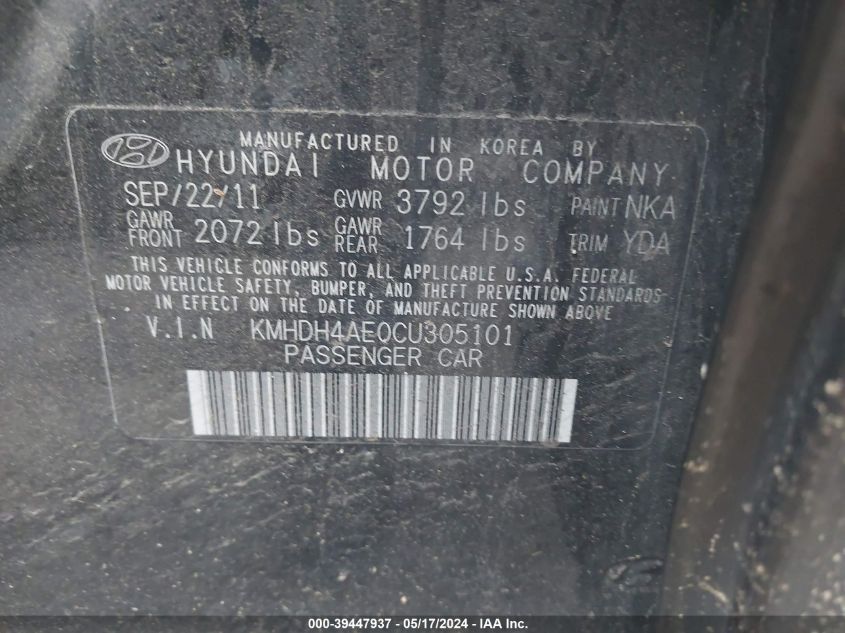 MANUFACTURED IN KOREA BY
HYUNDAI MOTOR COMPANY
SEP/22/11 GVWR 3792 lbs PAINT NKA
GAWR FRONT 2072 lbs GAWR REAR 1764 lbs TRIM YDA
THIS VEHICLE CONFORMS TO ALL APPLICABLE U.S.A. FEDERAL
MOTOR VEHICLE SAFETY, BUMPER, AND THEFT PREVENTION STANDARDS
IN EFFECT ON THE DATE OF MANUFACTURE SHOWN ABOVE
V.I.N KMHDH4AE0CU305101
PASSENGER CAR
000-39447937 - 05/17/2024 - IAA Inc.